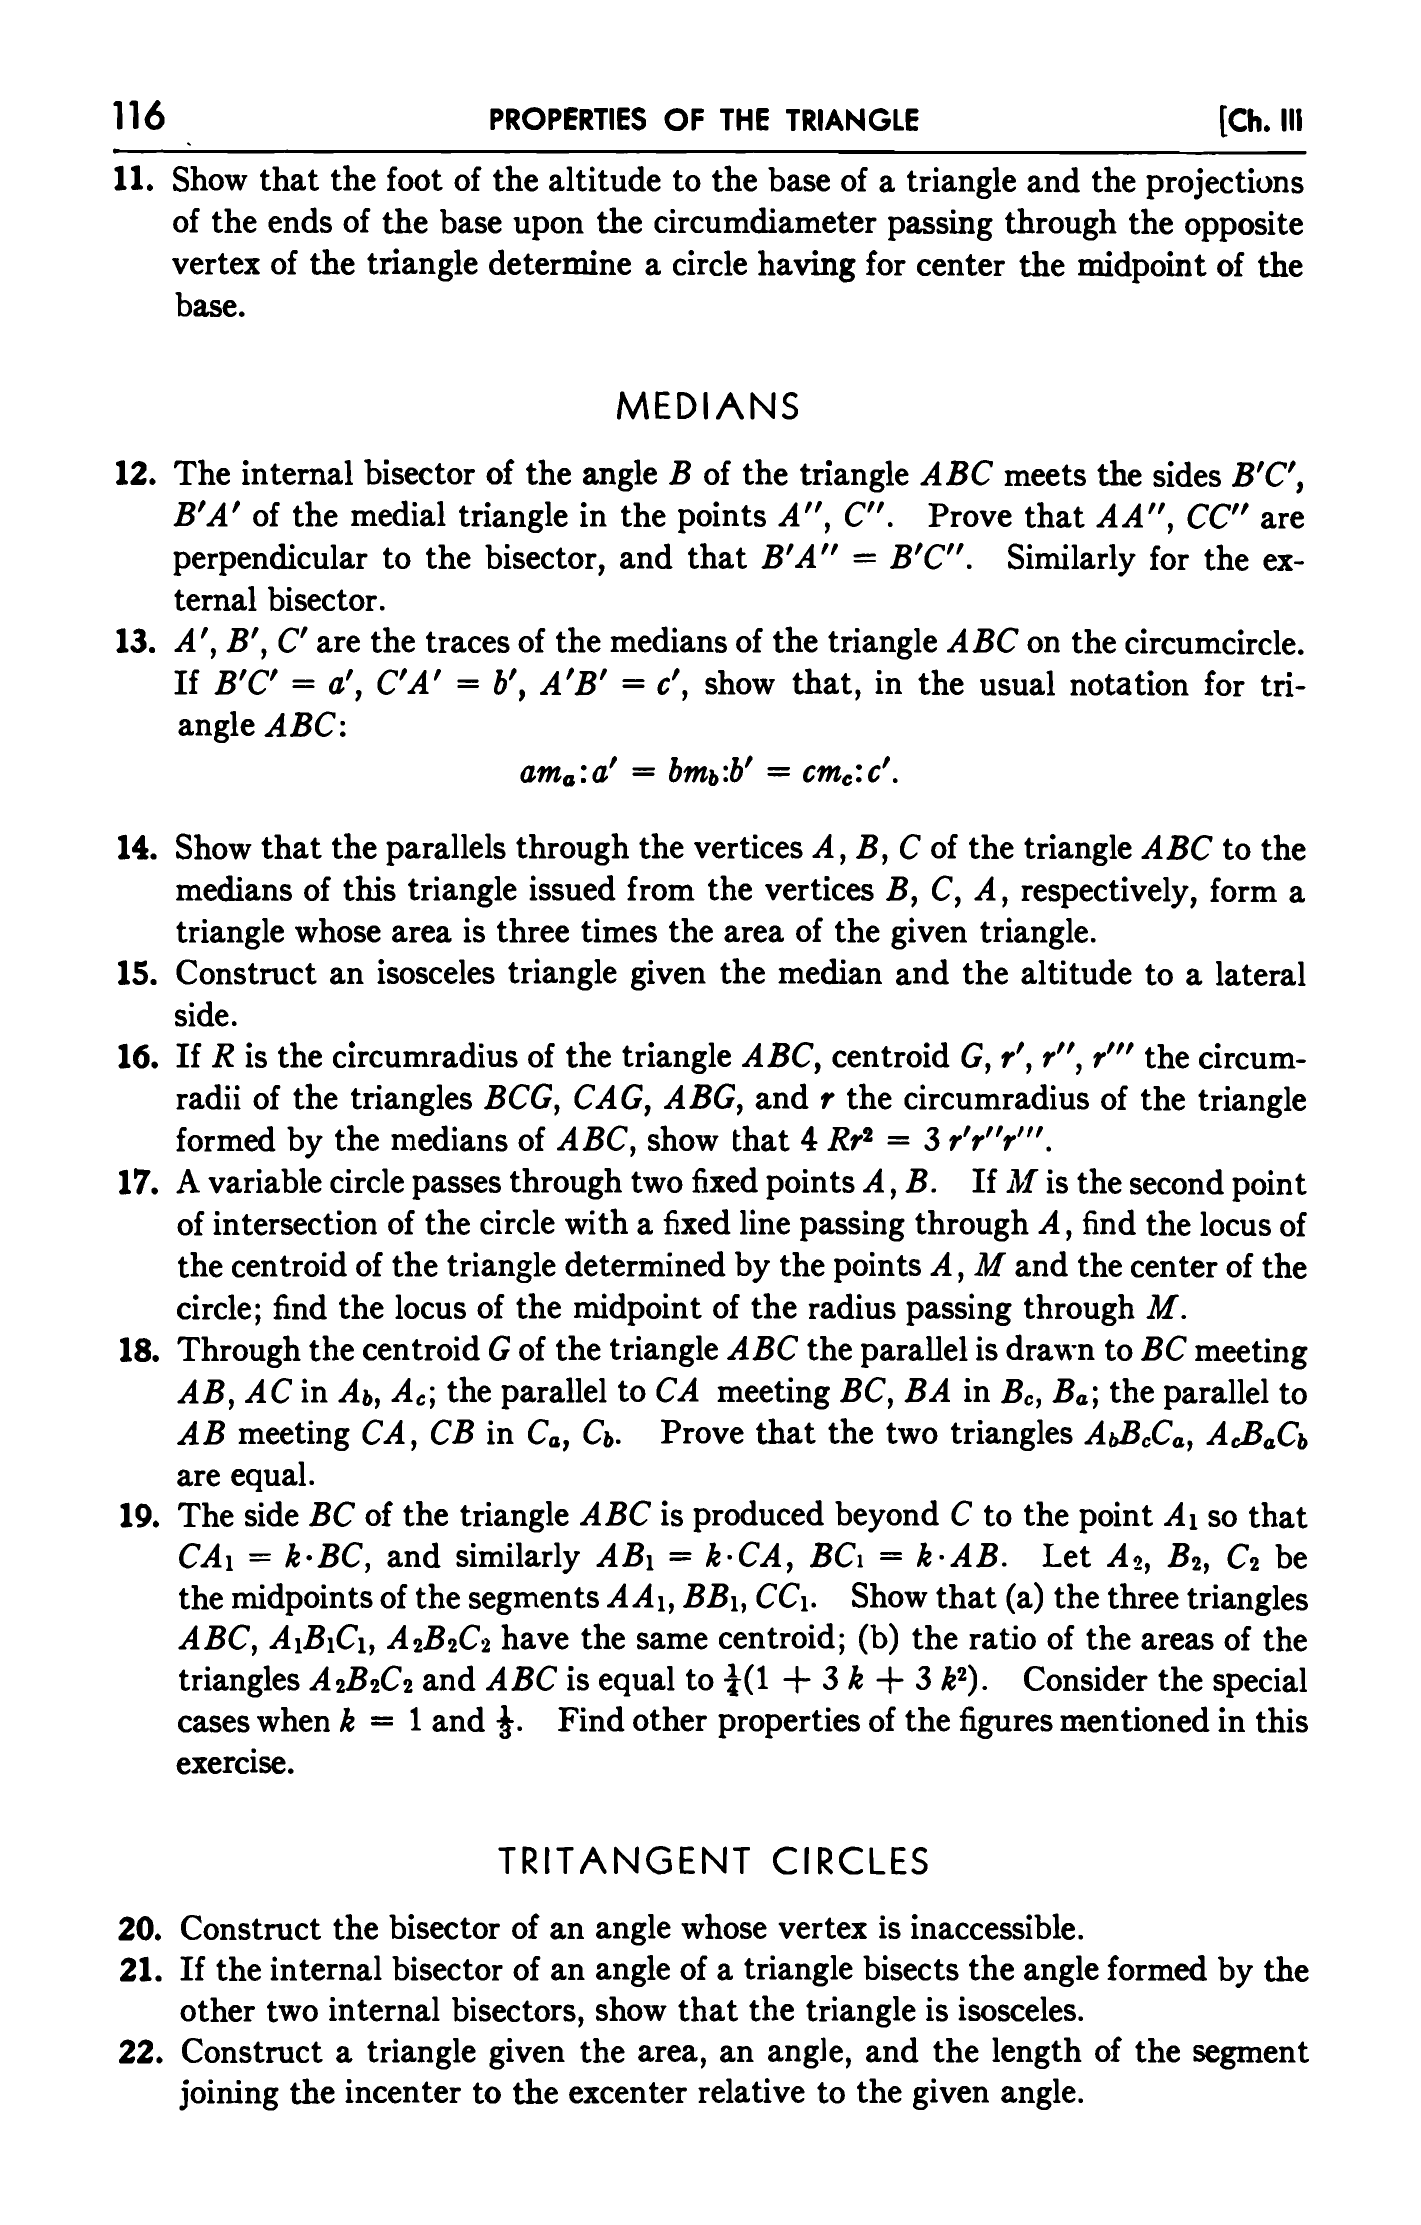 116 PROPERTIES OF THE TRIANGLE [Ch. III
11. Show that the foot of the altitude to the base of a triangle and the projections
of the ends of the base upon the circumdiameter passing through the opposite
vertex of the triangle determine a circle having for center the midpoint of the
base.
MEDIANS
12. The internal bisector of the angle B of the triangle ABC meets the sides B′C′,
B′A′ of the medial triangle in the points A″, C″. Prove that AA″, CC″ are
perpendicular to the bisector, and that B′A″ = B′C″. Similarly for the ex-
ternal bisector.
13. A′, B′, C′ are the traces of the medians of the triangle ABC on the circumcircle.
If B′C′ = a′, C′A′ = b′, A′B′ = c′, show that, in the usual notation for tri-
angle ABC:
amₐ:a′ = bm_b:b′ = cm_c:c′.
14. Show that the parallels through the vertices A, B, C of the triangle ABC to the
medians of this triangle issued from the vertices B, C, A, respectively, form a
triangle whose area is three times the area of the given triangle.
15. Construct an isosceles triangle given the median and the altitude to a lateral
side.
16. If R is the circumradius of the triangle ABC, centroid G, r′, r″, r‴ the circum-
radii of the triangles BCG, CAG, ABG, and r the circumradius of the triangle
formed by the medians of ABC, show that 4 Rr² = 3 r′r″r‴.
17. A variable circle passes through two fixed points A, B. If M is the second point
of intersection of the circle with a fixed line passing through A, find the locus of
the centroid of the triangle determined by the points A, M and the center of the
circle; find the locus of the midpoint of the radius passing through M.
18. Through the centroid G of the triangle ABC the parallel is drawn to BC meeting
AB, AC in A_b, A_c; the parallel to CA meeting BC, BA in B_c, Bₐ; the parallel to
AB meeting CA, CB in Cₐ, C_b. Prove that the two triangles A_bB_cCₐ, A_cBₐC_b
are equal.
19. The side BC of the triangle ABC is produced beyond C to the point A₁ so that
CA₁ = k·BC, and similarly AB₁ = k·CA, BC₁ = k·AB. Let A₂, B₂, C₂ be
the midpoints of the segments AA₁, BB₁, CC₁. Show that (a) the three triangles
ABC, A₁B₁C₁, A₂B₂C₂ have the same centroid; (b) the ratio of the areas of the
triangles A₂B₂C₂ and ABC is equal to ¼(1 + 3 k + 3 k²). Consider the special
cases when k = 1 and ⅓. Find other properties of the figures mentioned in this
exercise.
TRITANGENT CIRCLES
20. Construct the bisector of an angle whose vertex is inaccessible.
21. If the internal bisector of an angle of a triangle bisects the angle formed by the
other two internal bisectors, show that the triangle is isosceles.
22. Construct a triangle given the area, an angle, and the length of the segment
joining the incenter to the excenter relative to the given angle.